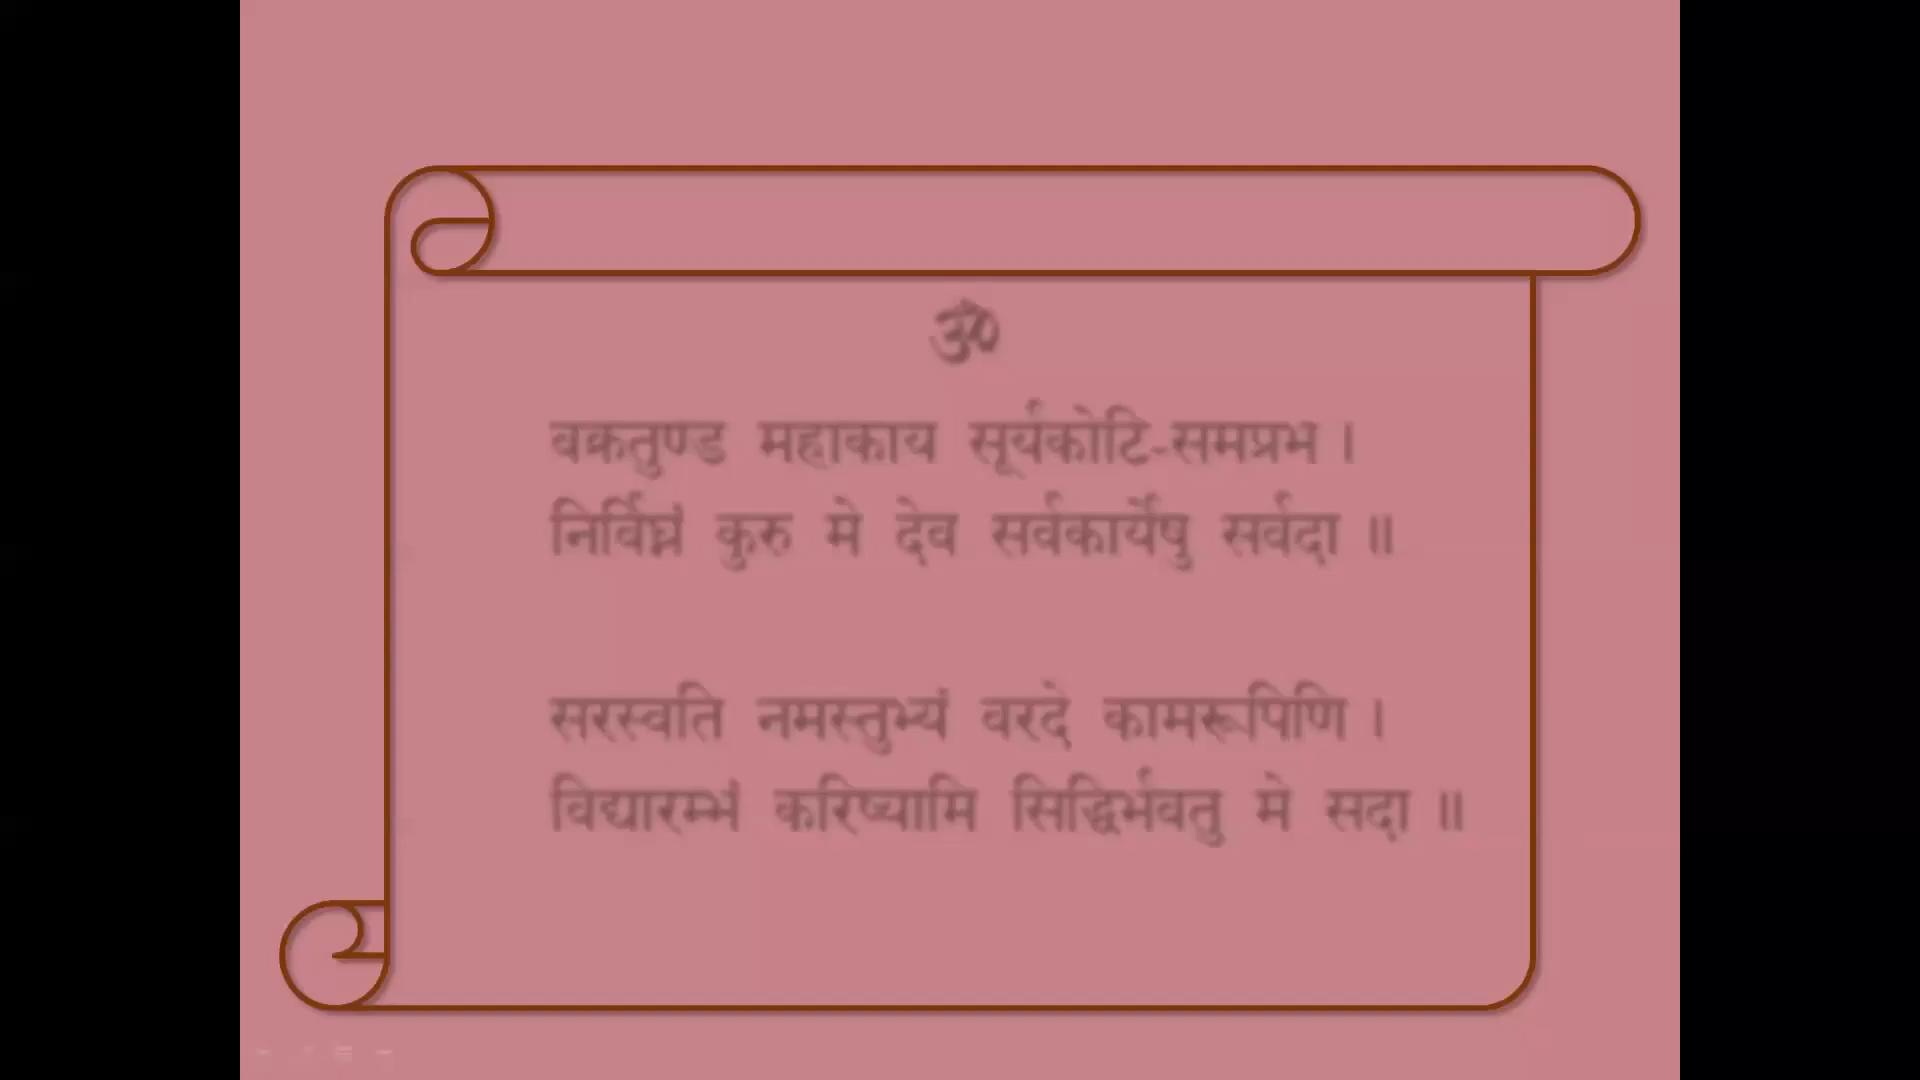 ॐ
वक्रतुण्ड महाकाय सूर्यकोटि-समप्रभ ।
निर्विघ्नं कुरु मे देव सर्वकार्येषु सर्वदा ॥
सरस्वति नमस्तुभ्यं वरदे कामरूपिणि ।
विद्यारम्भं करिष्यामि सिद्धिर्भवतु मे सदा ॥